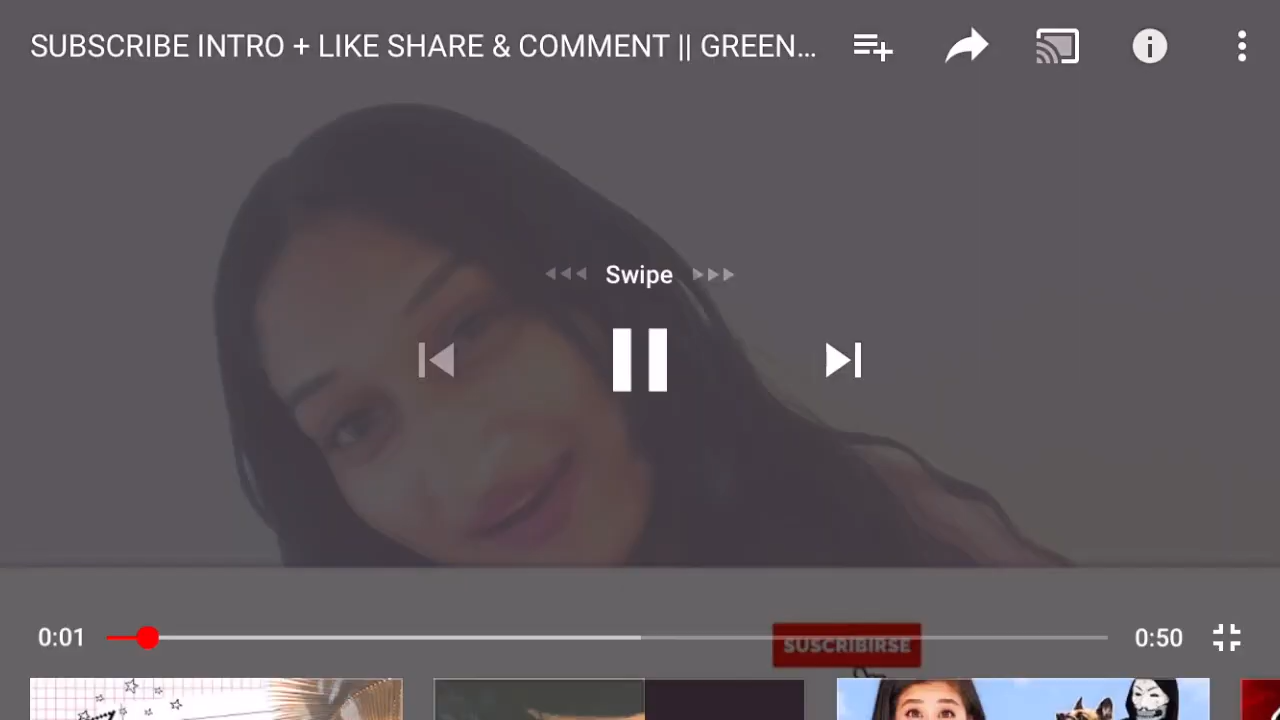 SUBSCRIBE INTRO + LIKE SHARE & COMMENT || GREEN...
Swipe
0:01
0:50
SUSCRIBIRSE